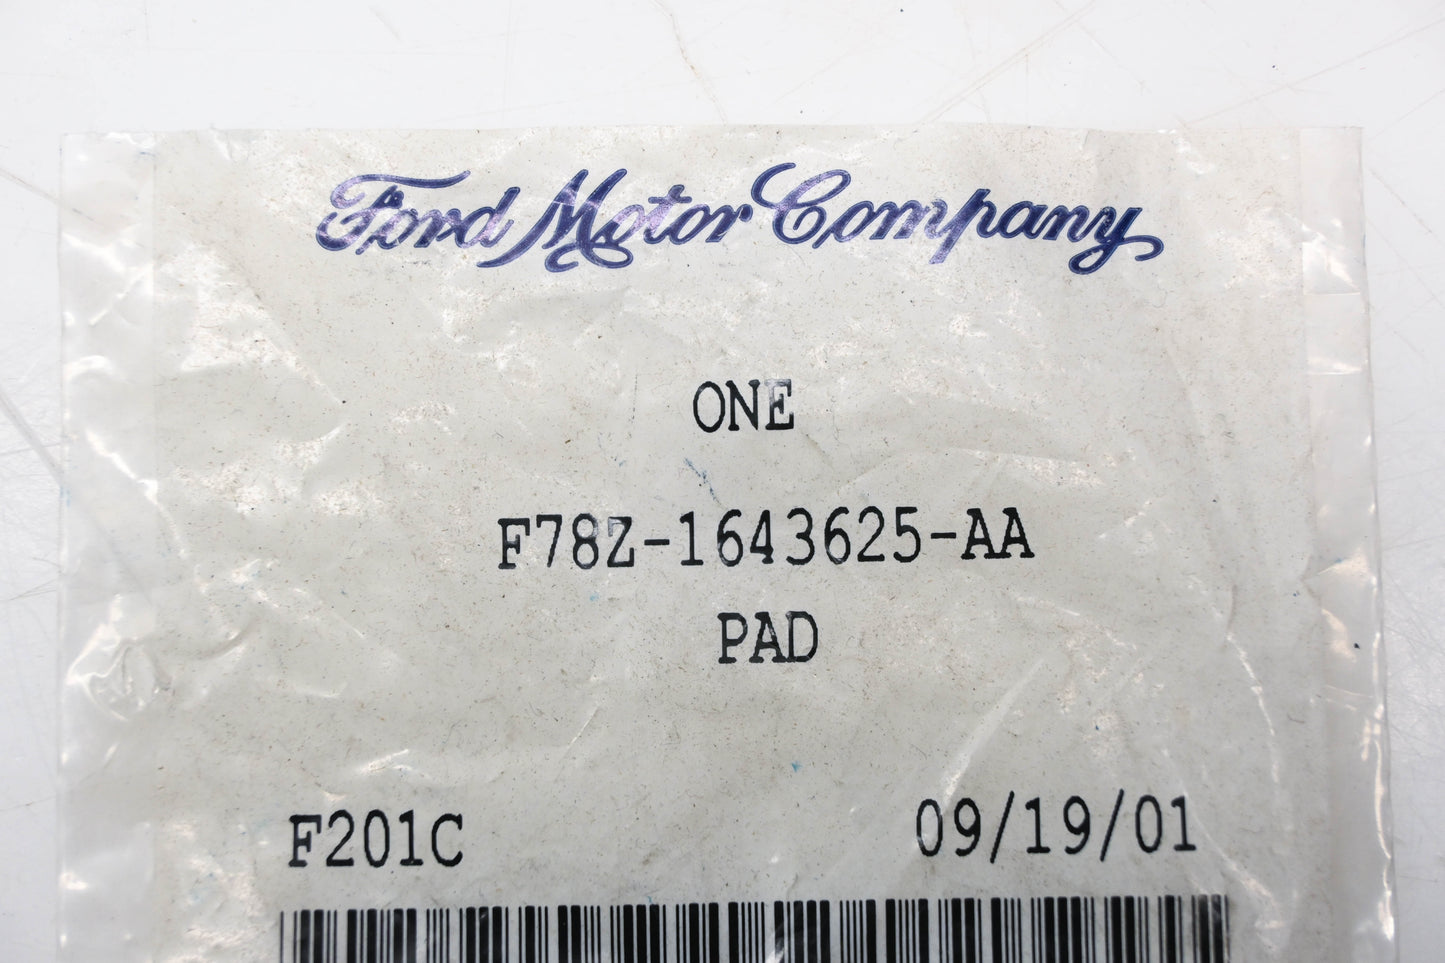 Ford Motor Company
ONE
F78Z-1643625-AA
PAD
F201C 09/19/01